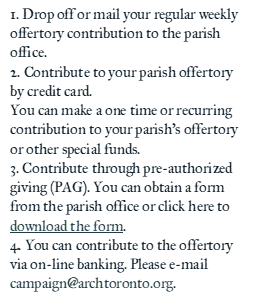 1. Drop off or mail your regular weekly
offertory contribution to the parish
office.
2. Contribute to your parish offertory
by credit card.
You can make a one time or recurring
contribution to your parish's offertory
or other special funds.
3. Contribute through pre-authorized
giving (PAG). You can obtain a form
from the parish office or click here to
download the form.
4. You can contribute to the offertory
via on-line banking. Please e-mail
campaign@archtoronto.org.